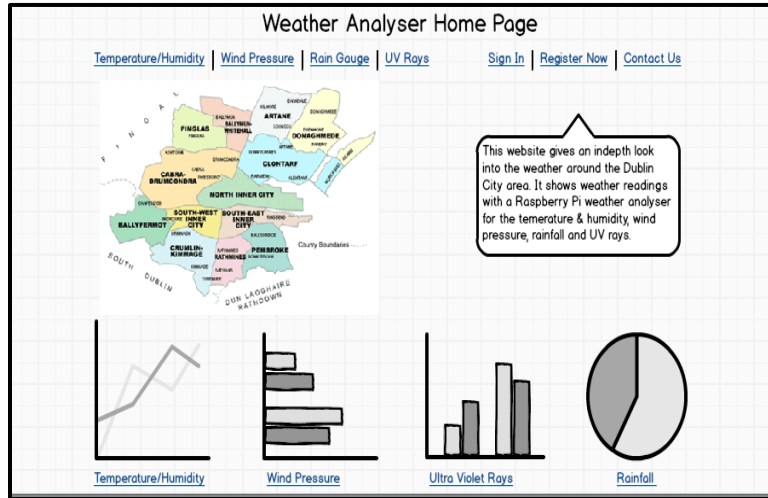 Weather Analyser Home Page
Temperature/Humidity | Wind Pressure | Rain Gauge | UV Rays
Sign In | Register Now | Contact Us
FINGAL
FINGLAS
BALLYMUN-
WHITEHALL
ARTANE
DONAGHMEDE
CLONTARF
CABRA-
DRUMCONDRA
NORTH INNER CITY
BALLYFERMOT
SOUTH-WEST
INNER
CITY
SOUTH-EAST
INNER
CITY
CRUMLIN-
KIMMAGE
RATHMINES
PEMBROKE
County Boundaries
SOUTH DUBLIN
DUN LAOGHAIRE
RATHDOWN
This website gives an indepth look
into the weather around the Dublin
City area. It shows weather readings
with a Raspberry Pi weather analyser
for the temerature & humidity, wind
pressure, rainfall and UV rays.
Temperature/Humidity
Wind Pressure
Ultra Violet Rays
Rainfall